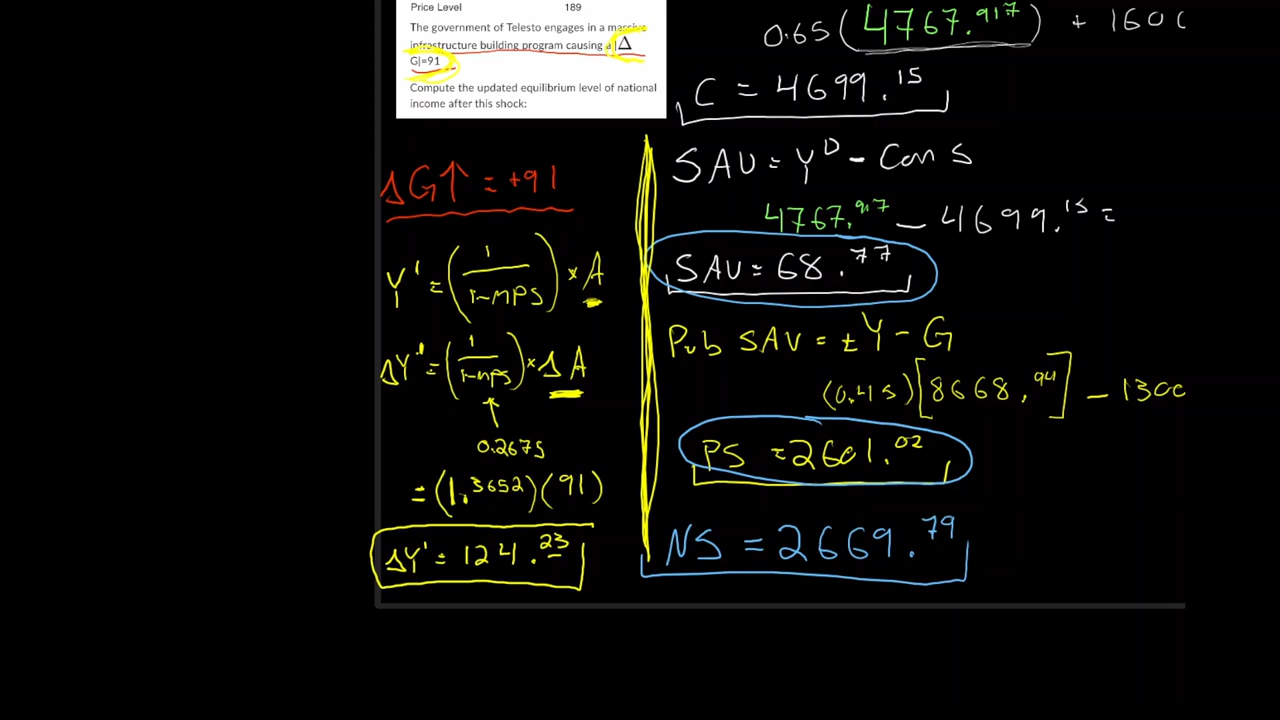 Price Level 189
The government of Telesto engages in a massive
infrastructure building program causing a |Δ
G|=91
Compute the updated equilibrium level of national
income after this shock:
ΔG↑ = +91
Y' = (1/1-mps) × A
ΔY' = (1/1-mps) × Δ A
0.2675
= (1.3652)(91)
ΔY' = 124.23
0.65(4767.917) + 160
C = 4699.15
SAV = Y^D - Cons
4767.917 - 4699.15 =
SAV = 68.77
Pub SAV = tY - G
(0.45)[8668.94] - 130
PS = 2601.02
NS = 2669.79